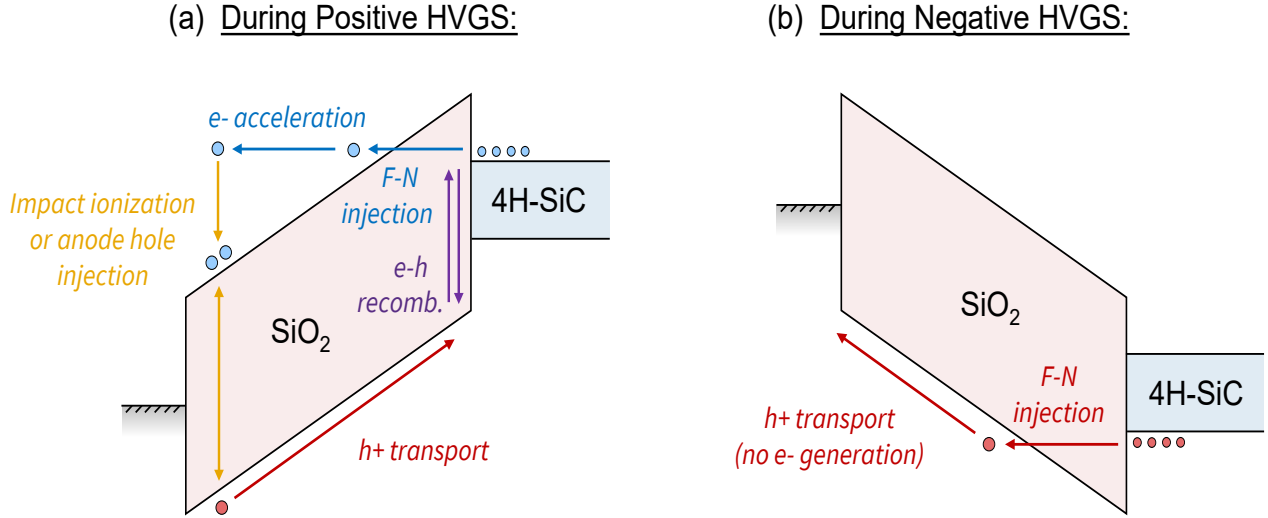 (a) During Positive HVGS:
e- acceleration
F-N
injection
4H-SiC
Impact ionization
or anode hole
injection
e-h
recomb.
SiO2
h+ transport
(b) During Negative HVGS:
SiO2
4H-SiC
F-N
injection
h+ transport
(no e- generation)